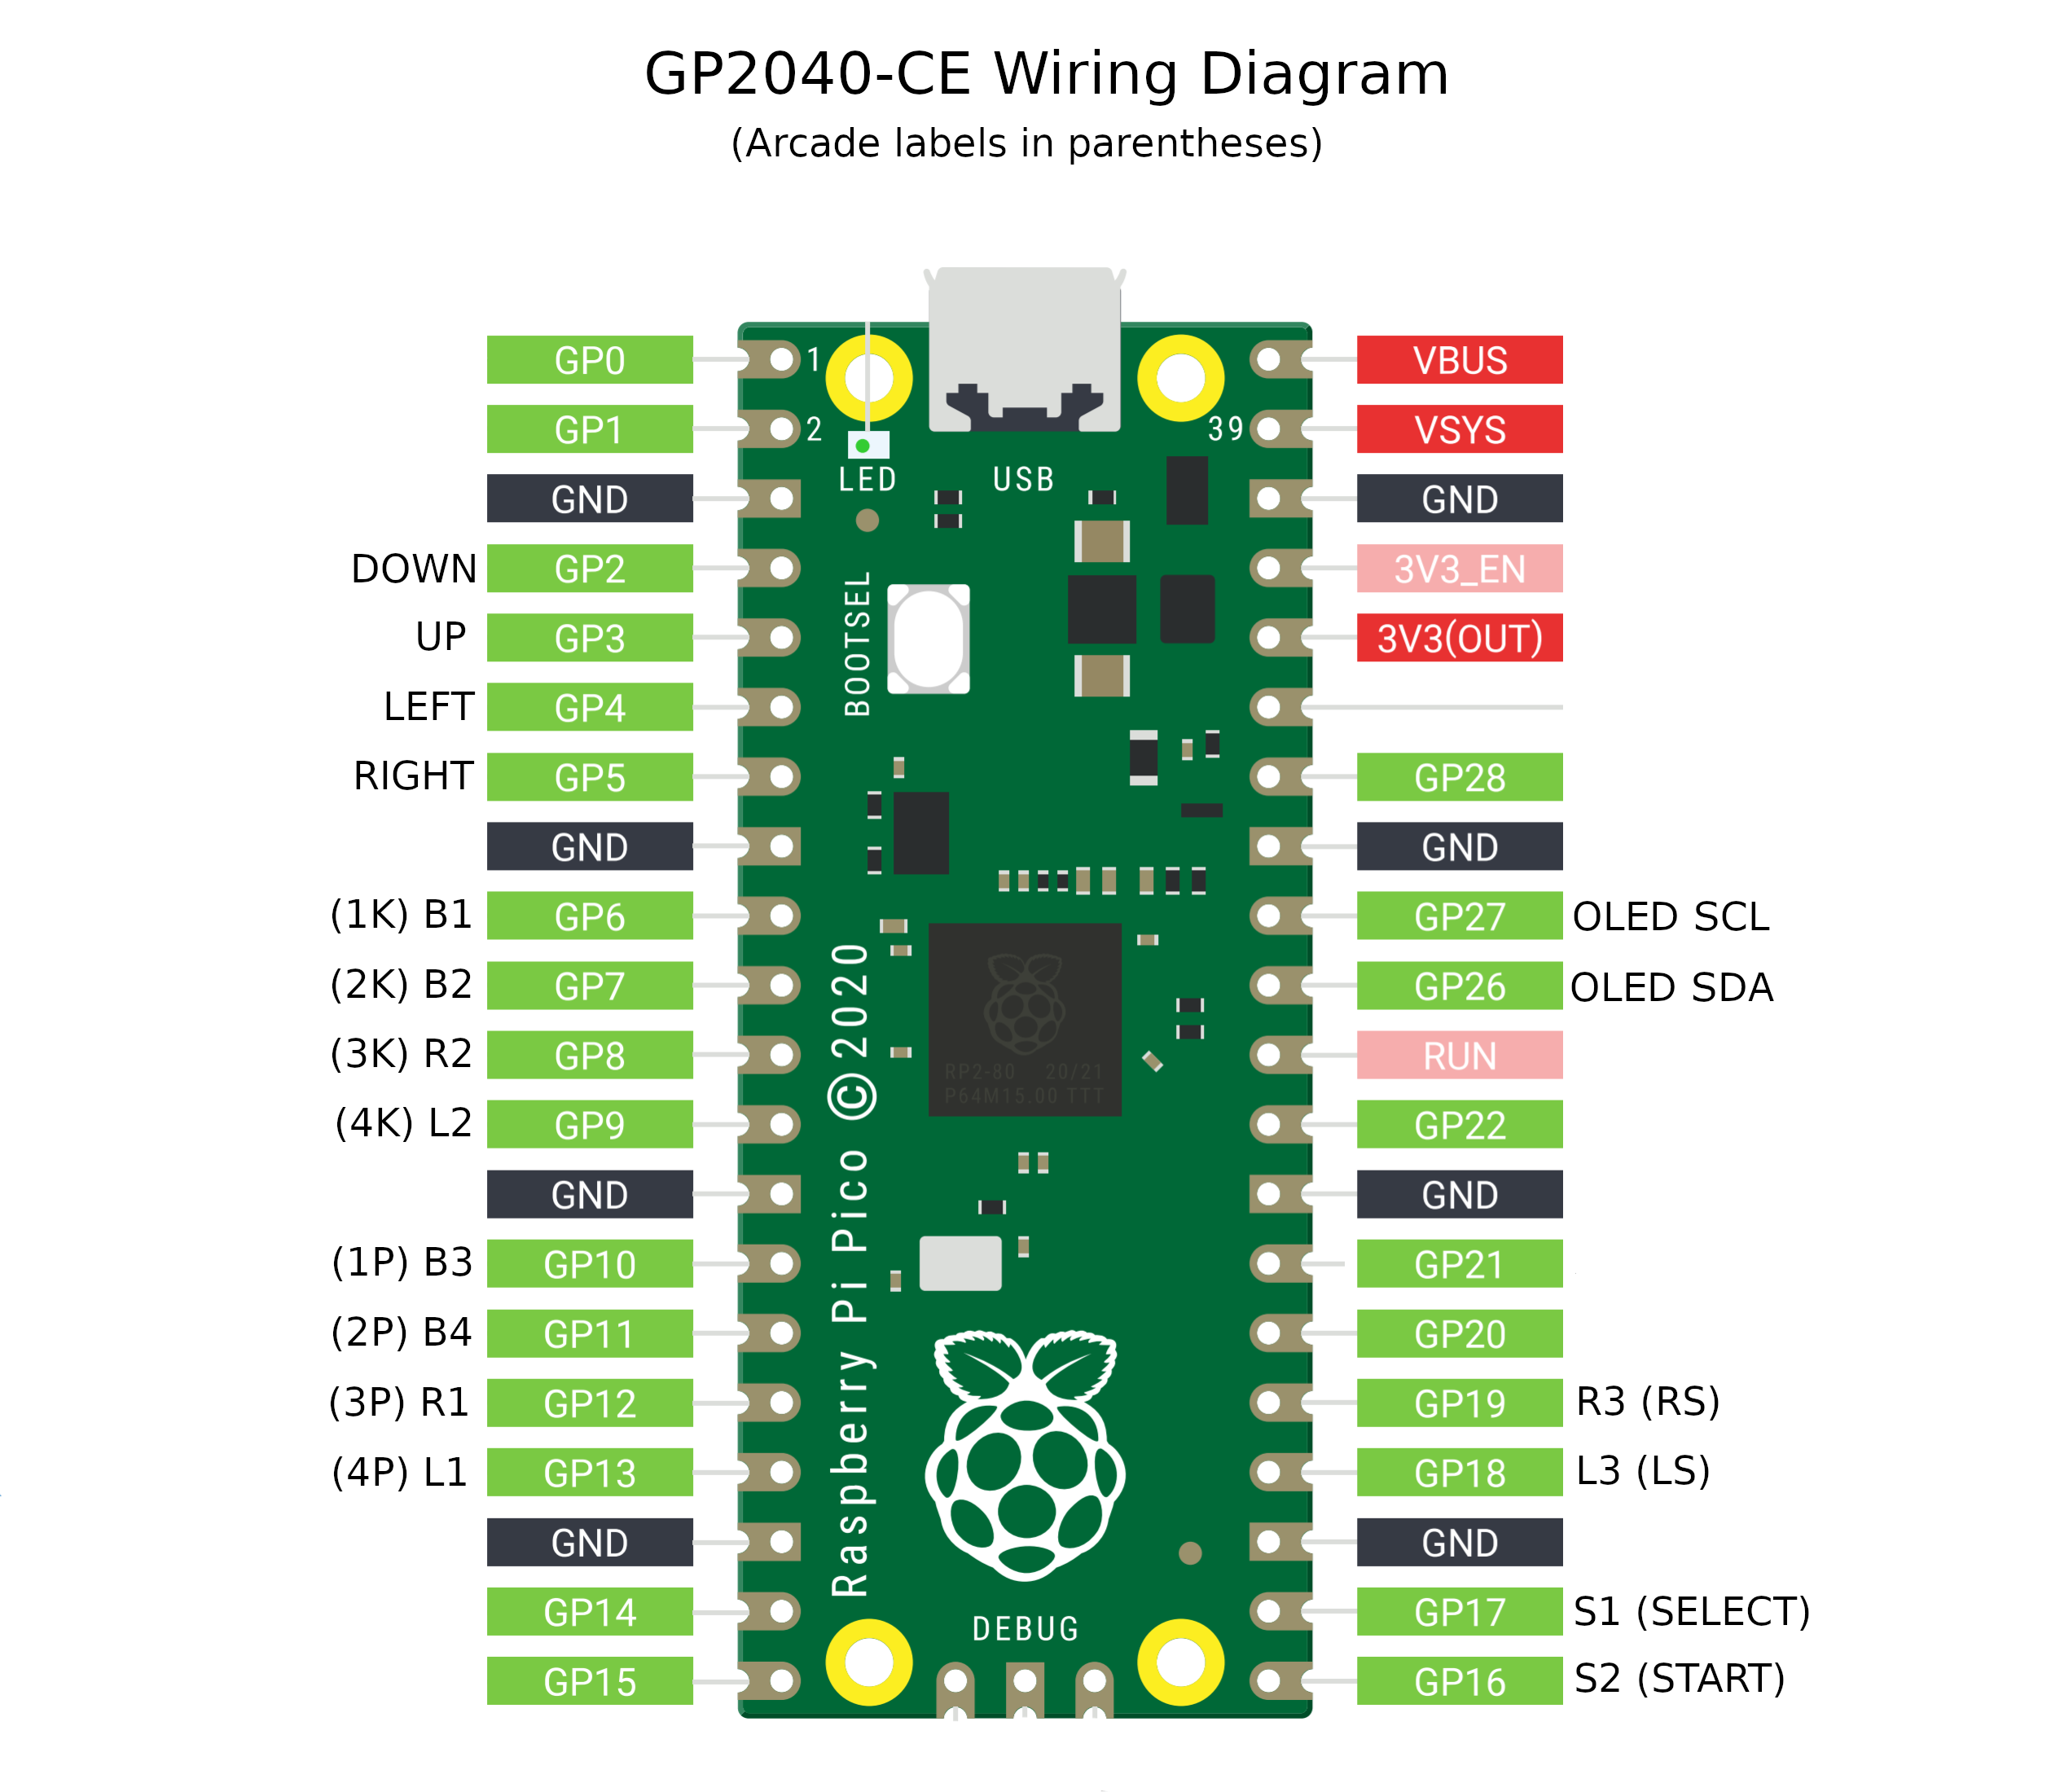 GP2040-CE Wiring Diagram
(Arcade labels in parentheses)
GP0 1 VBUS
GP1 2 39 VSYS
GND LED USB GND
DOWN GP2 3V3_EN
UP GP3 3V3(OUT)
BOOTSEL
LEFT GP4
RIGHT GP5 GP28
GND GND
(1K) B1 GP6 GP27 OLED SCL
(2K) B2 GP7 GP26 OLED SDA
(3K) R2 GP8 RUN
RP2-80 20/21
P64M15.00 TTT
(4K) L2 GP9 GP22
GND GND
(1P) B3 GP10 GP21
Raspberry Pi Pico ©2020
(2P) B4 GP11 GP20
(3P) R1 GP12 GP19 R3 (RS)
(4P) L1 GP13 GP18 L3 (LS)
GND GND
GP14 DEBUG GP17 S1 (SELECT)
GP15 GP16 S2 (START)